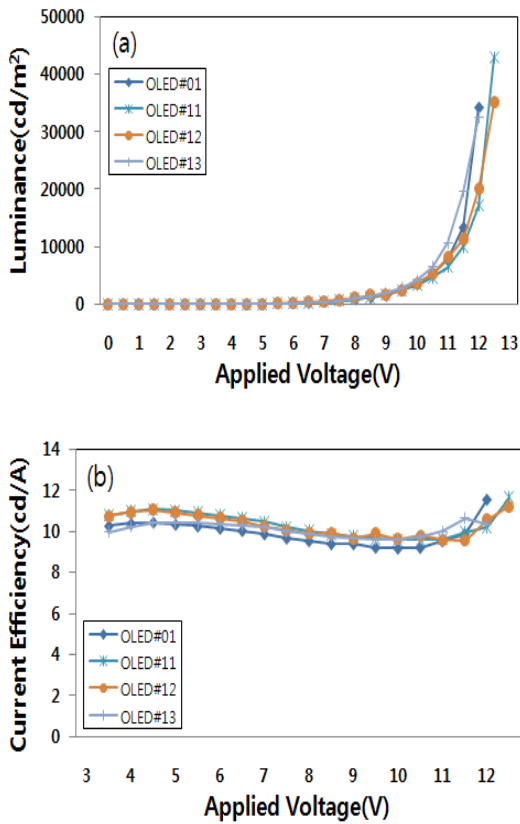 (a)
Luminance(cd/m²)
50000
40000
30000
20000
10000
0
OLED#01
OLED#11
OLED#12
OLED#13
0 1 2 3 4 5 6 7 8 9 10 11 12 13
Applied Voltage(V)
(b)
Current Efficiency(cd/A)
14
12
10
8
6
4
2
0
OLED#01
OLED#11
OLED#12
OLED#13
3 4 5 6 7 8 9 10 11 12
Applied Voltage(V)